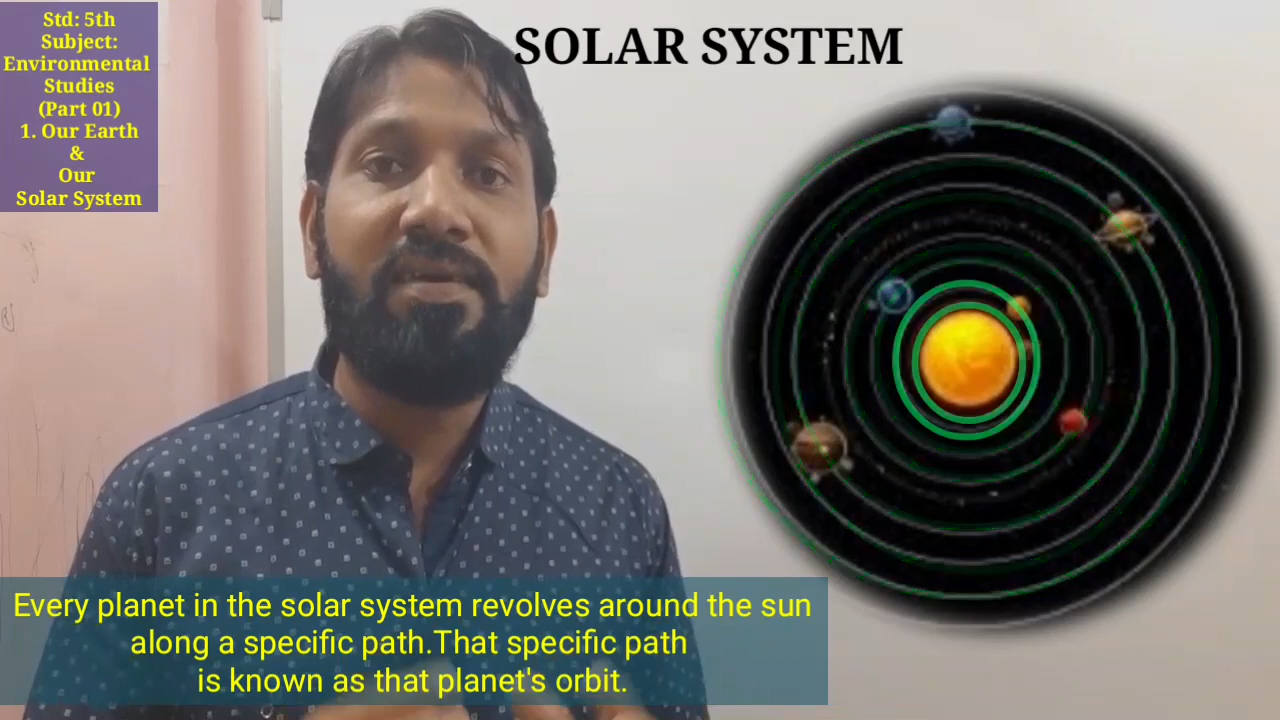 Std: 5th
Subject:
Environmental
Studies
(Part 01)
1. Our Earth
&
Our
Solar System
SOLAR SYSTEM
Every planet in the solar system revolves around the sun
along a specific path.That specific path
is known as that planet's orbit.